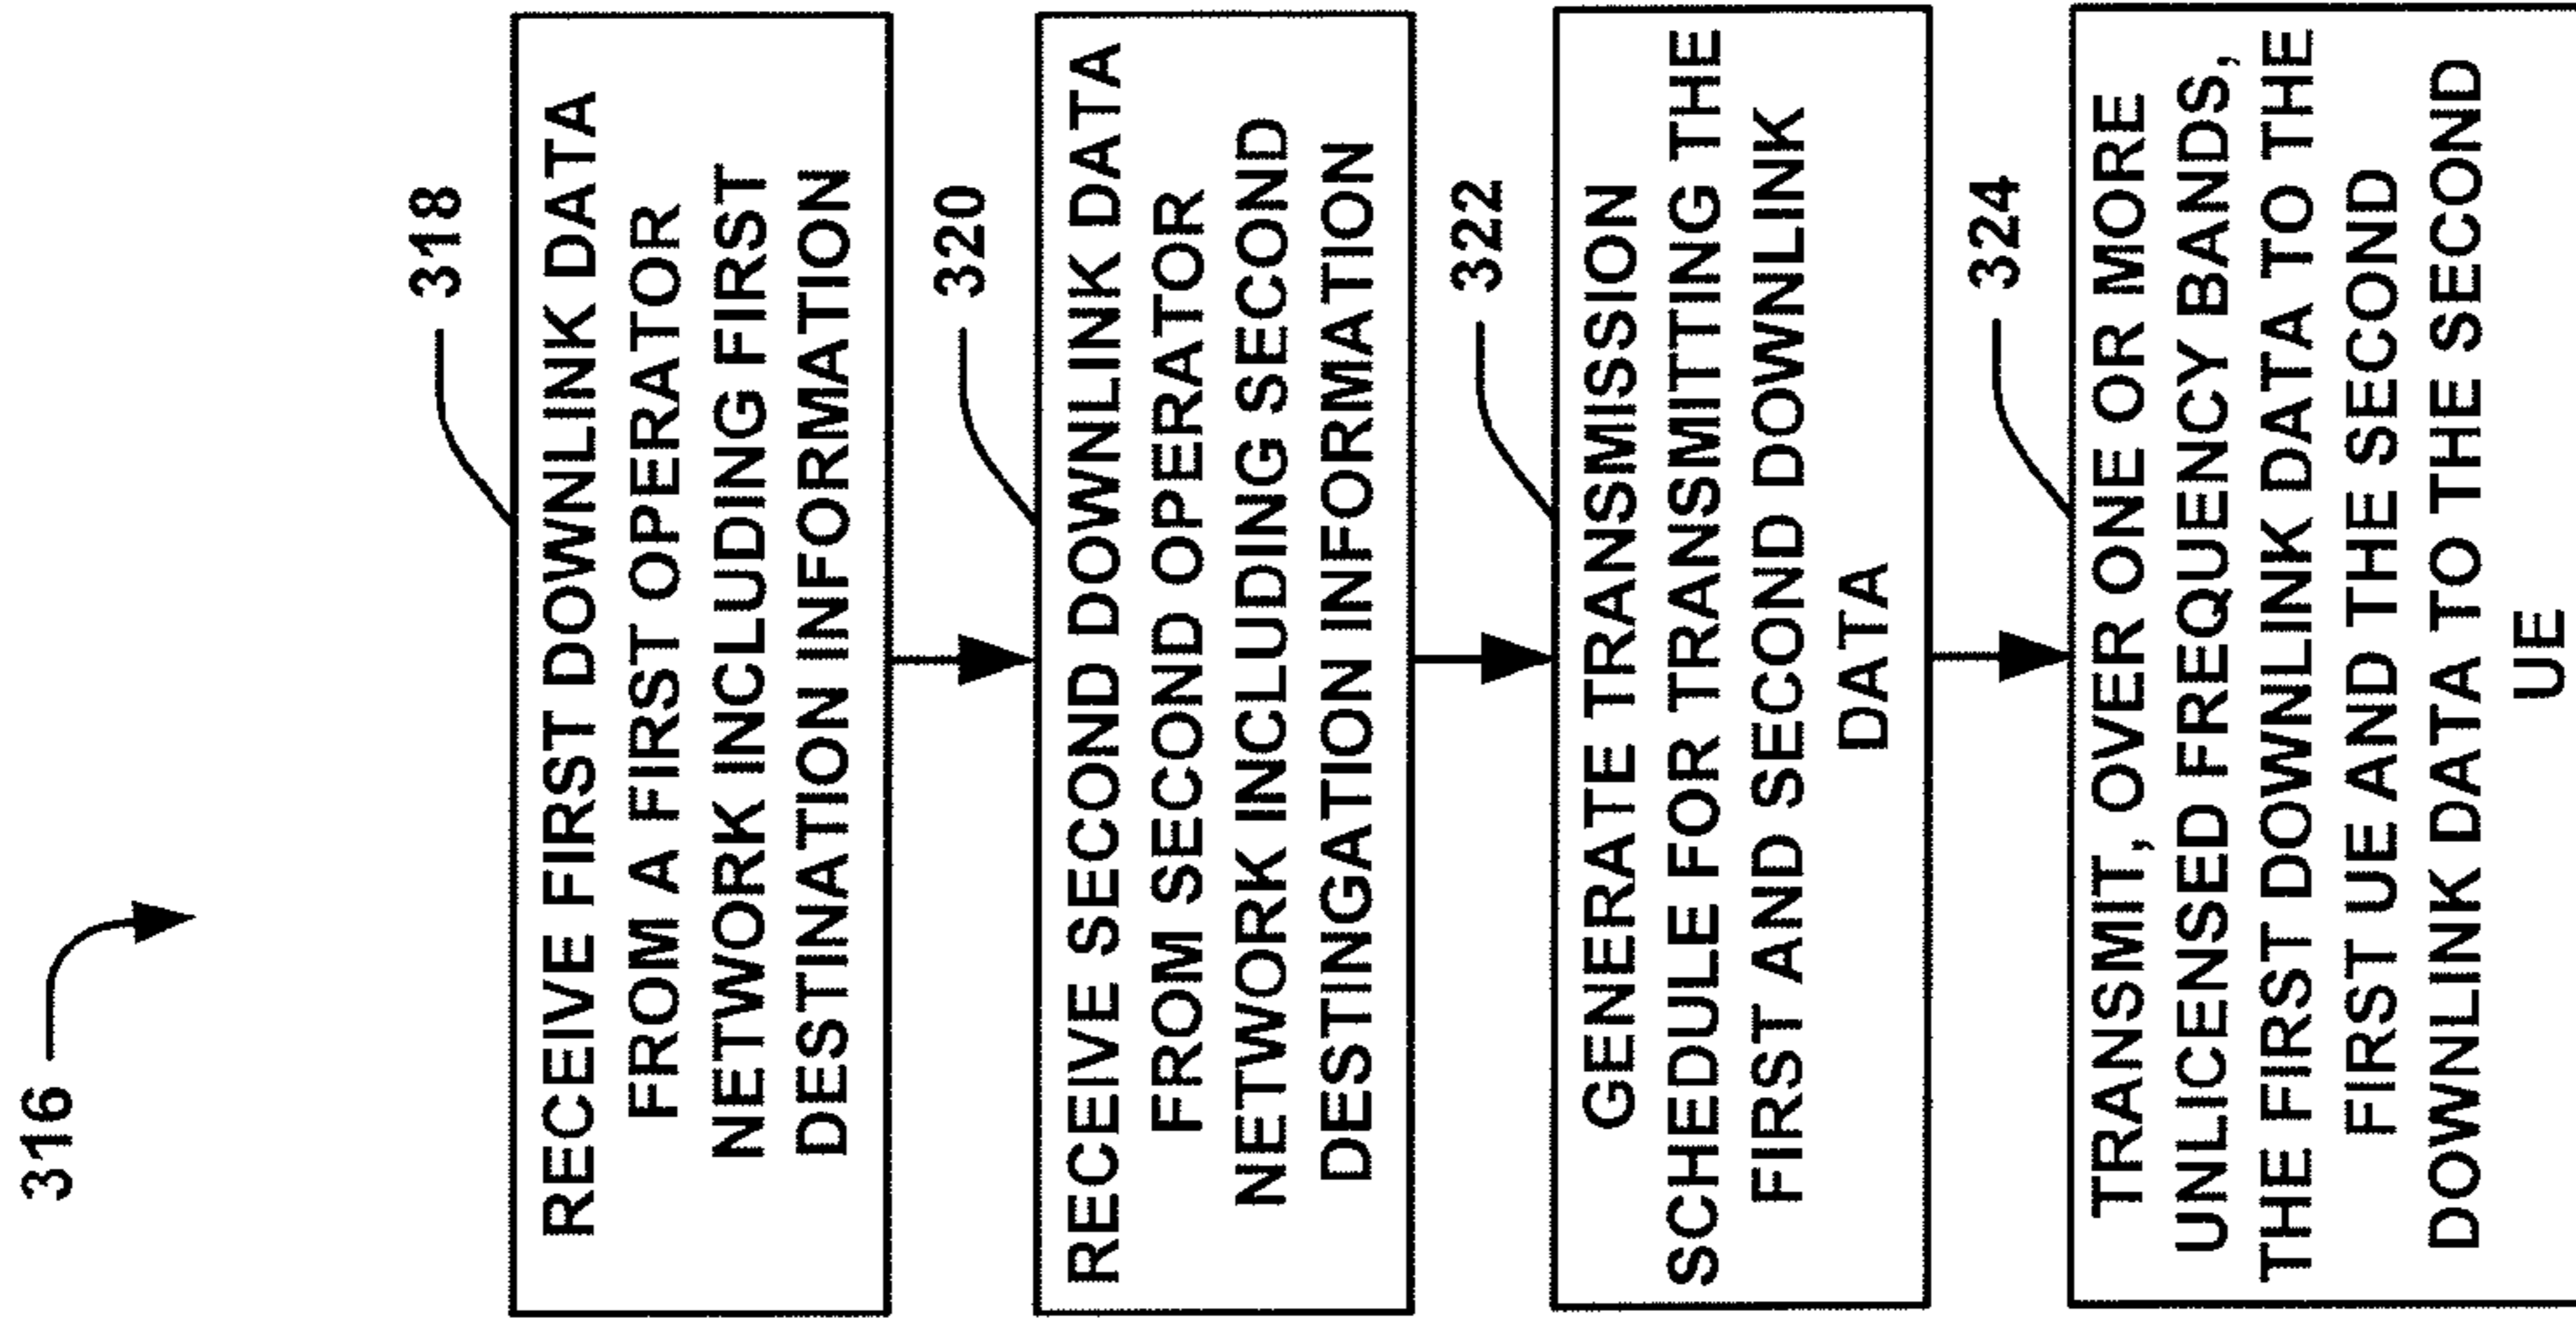 316
318
RECEIVE FIRST DOWNLINK DATA
FROM A FIRST OPERATOR
NETWORK INCLUDING FIRST
DESTINATION INFORMATION
320
RECEIVE SECOND DOWNLINK DATA
FROM SECOND OPERATOR
NETWORK INCLUDING SECOND
DESTINGATION INFORMATION
322
GENERATE TRANSMISSION
SCHEDULE FOR TRANSMITTING THE
FIRST AND SECOND DOWNLINK
DATA
324
TRANSMIT, OVER ONE OR MORE
UNLICENSED FREQUENCY BANDS,
THE FIRST DOWNLINK DATA TO THE
FIRST UE AND THE SECOND
DOWNLINK DATA TO THE SECOND
UE